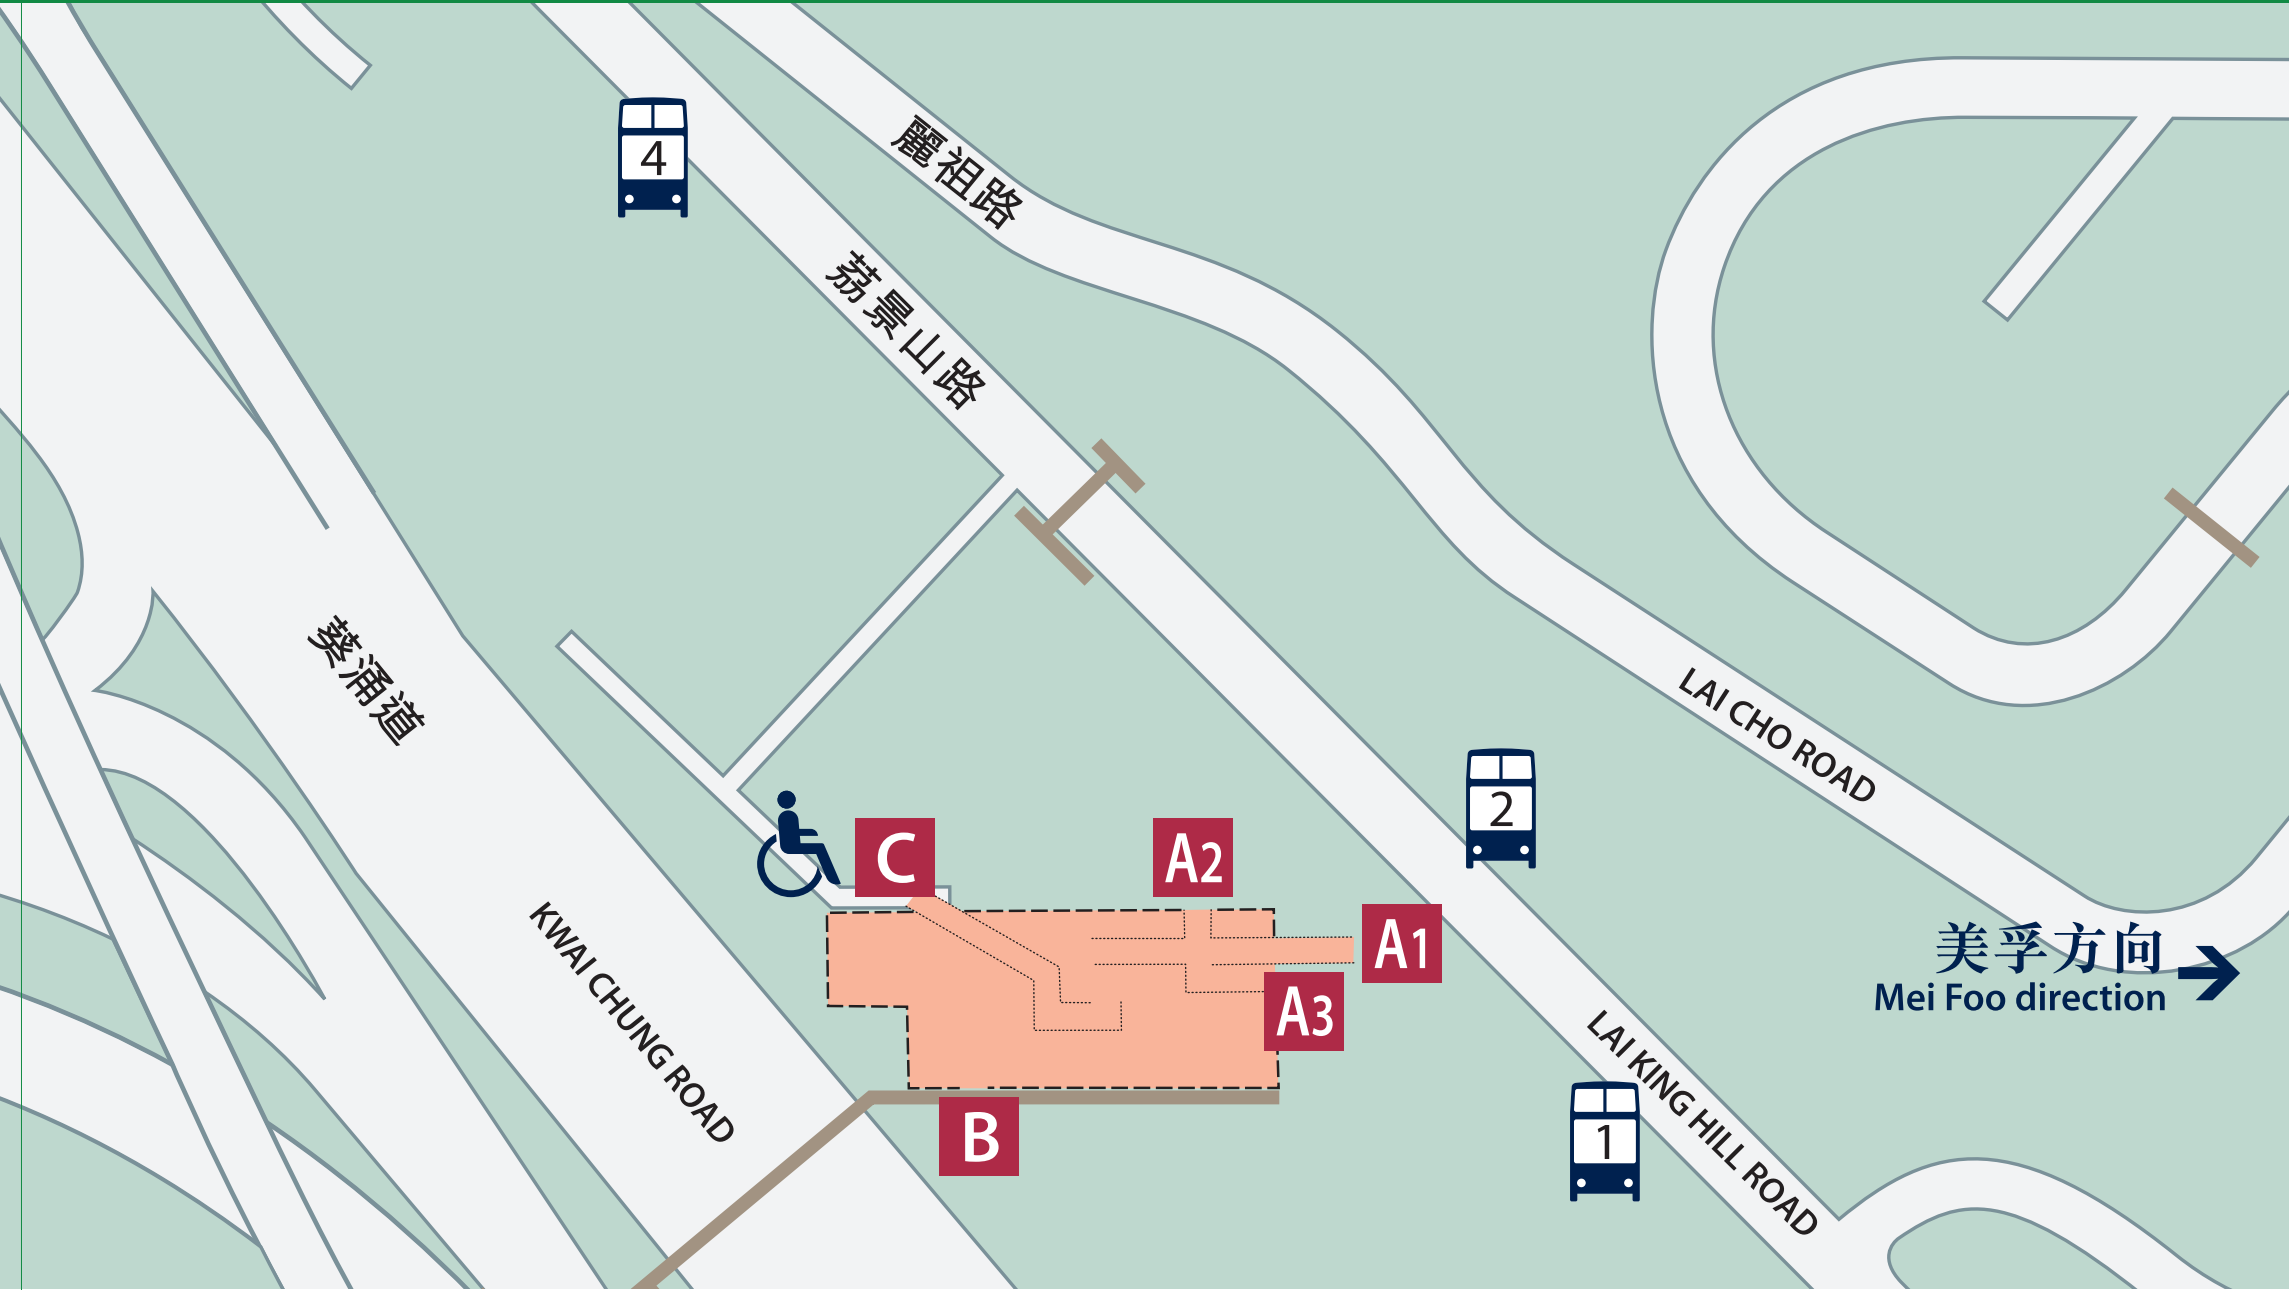 4
麗祖路
荔景山路
葵涌道
LAI CHO ROAD
2
C
A2
A1
美孚方向
Mei Foo direction
A3
KWAI CHUNG ROAD
LAI KING HILL ROAD
B
1